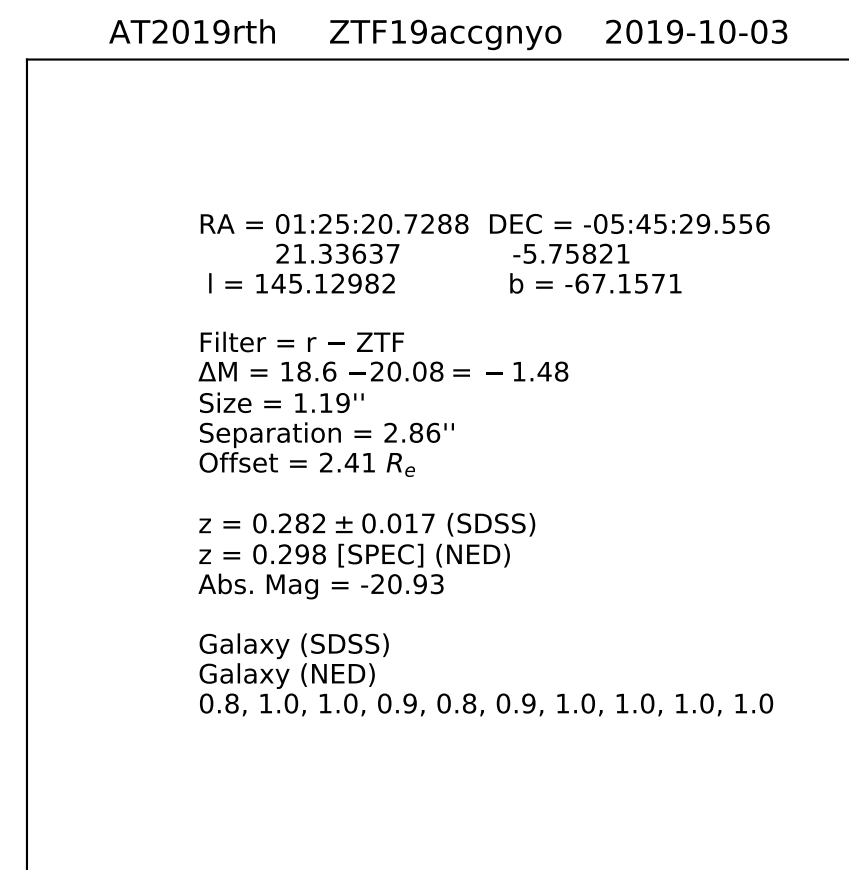 AT2019rth ZTF19accgnyo 2019-10-03
RA = 01:25:20.7288 DEC = -05:45:29.556
21.33637 -5.75821
l = 145.12982 b = -67.1571
Filter = r − ZTF
ΔM = 18.6 −20.08 = − 1.48
Size = 1.19''
Separation = 2.86''
Offset = 2.41 Rₑ
z = 0.282 ± 0.017 (SDSS)
z = 0.298 [SPEC] (NED)
Abs. Mag = -20.93
Galaxy (SDSS)
Galaxy (NED)
0.8, 1.0, 1.0, 0.9, 0.8, 0.9, 1.0, 1.0, 1.0, 1.0